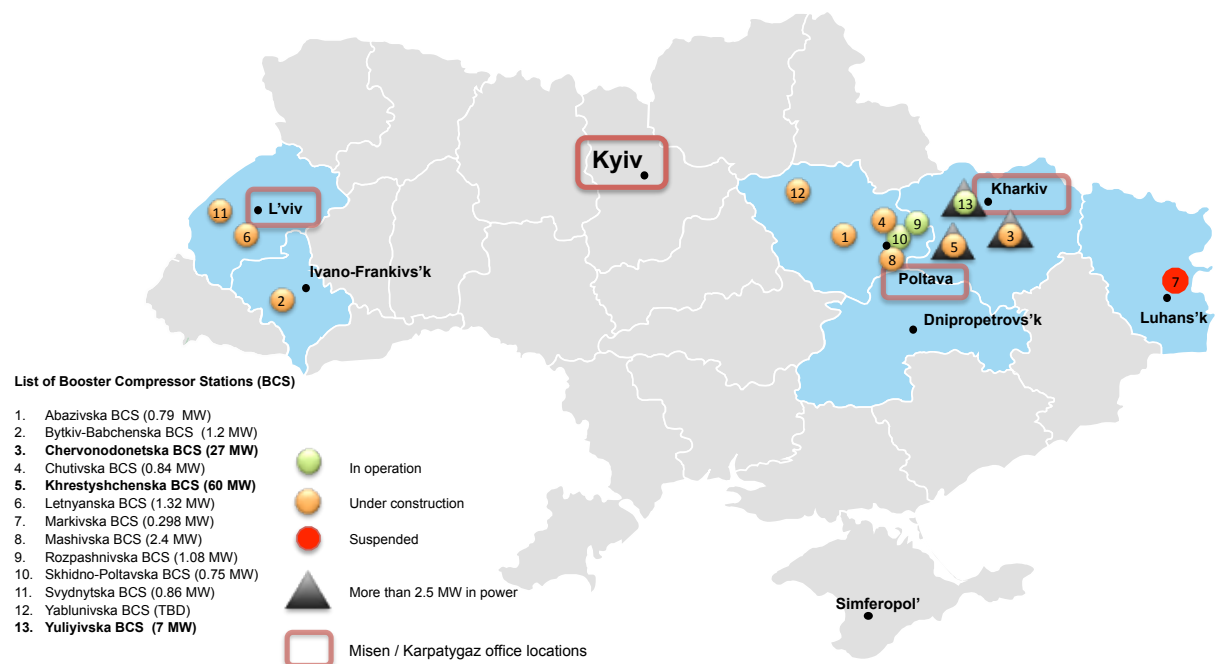 Kyiv
12
Kharkiv
13
L'viv
11
4
9
6
1
10
3
5
8
Ivano-Frankivs'k
Poltava
7
2
Luhans'k
Dnipropetrovs'k
List of Booster Compressor Stations (BCS)
1. Abazivska BCS (0.79 MW)
2. Bytkiv-Babchenska BCS (1.2 MW)
3. Chervonodonetska BCS (27 MW)
4. Chutivska BCS (0.84 MW)
5. Khrestyshchenska BCS (60 MW)
6. Letnyanska BCS (1.32 MW)
7. Markivska BCS (0.298 MW)
8. Mashivska BCS (2.4 MW)
9. Rozpashnivska BCS (1.08 MW)
10. Skhidno-Poltavska BCS (0.75 MW)
11. Svydnytska BCS (0.86 MW)
12. Yablunivska BCS (TBD)
13. Yuliyivska BCS (7 MW)
In operation
Under construction
Suspended
More than 2.5 MW in power
Misen / Karpatygaz office locations
Simferopol'